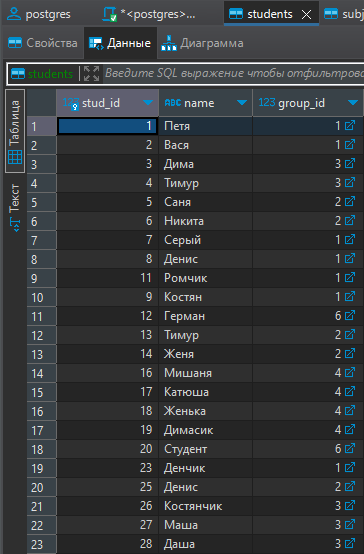 postgres *<postgres>... students subj
Свойства Данные Диаграмма
students Введите SQL выражение чтобы отфильтрова
Таблица
Текст
123 stud_id ABC name 123 group_id
1 1 Петя 1
2 2 Вася 1
3 3 Дима 3
4 4 Тимур 3
5 5 Саня 2
6 6 Никита 2
7 7 Серый 1
8 8 Денис 1
9 11 Ромчик 1
10 9 Костян 1
11 12 Герман 6
12 13 Тимур 2
13 14 Женя 2
14 16 Мишаня 4
15 17 Катюша 4
16 18 Женька 4
17 19 Димасик 4
18 20 Студент 6
19 23 Денчик 1
20 25 Денис 2
21 26 Костянчик 3
22 27 Маша 3
23 28 Даша 3